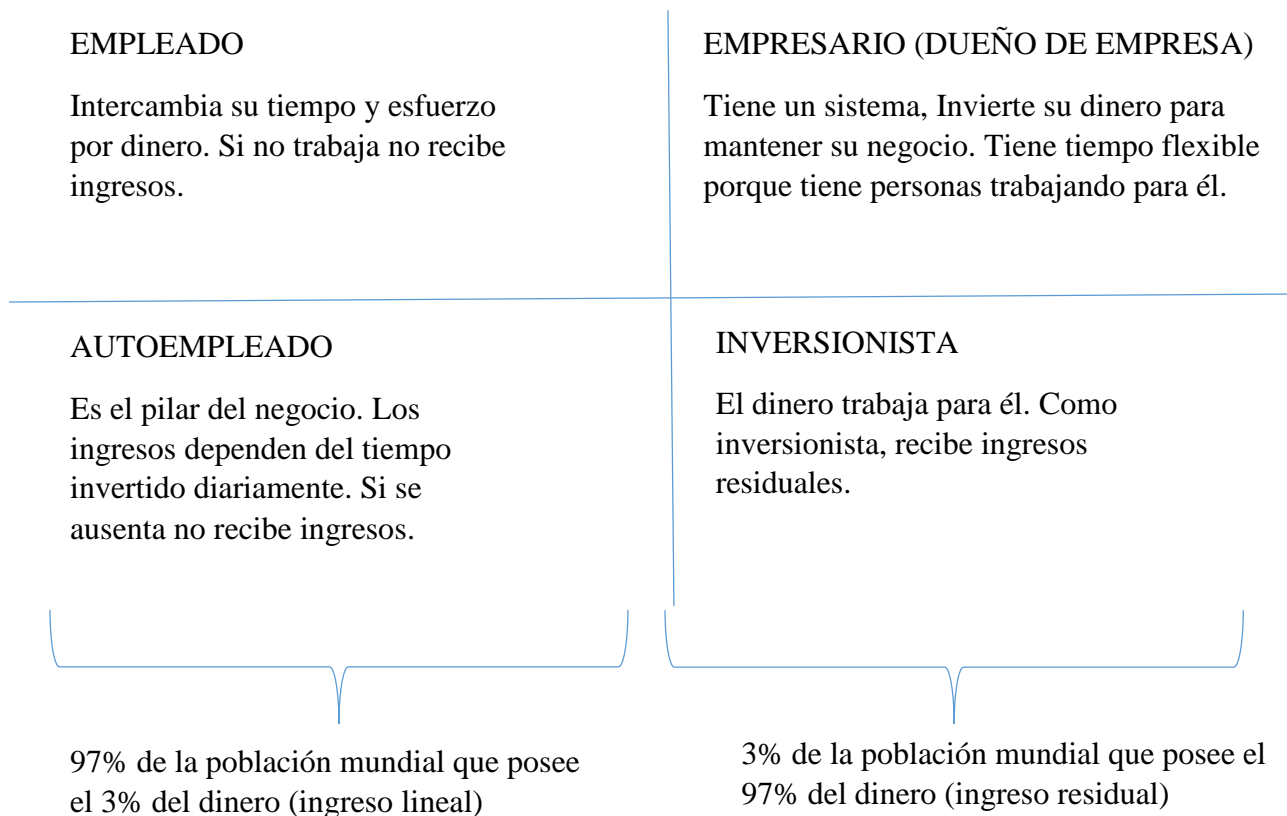 EMPLEADO
Intercambia su tiempo y esfuerzo
por dinero. Si no trabaja no recibe
ingresos.
EMPRESARIO (DUEÑO DE EMPRESA)
Tiene un sistema, Invierte su dinero para
mantener su negocio. Tiene tiempo flexible
porque tiene personas trabajando para él.
AUTOEMPLEADO
Es el pilar del negocio. Los
ingresos dependen del tiempo
invertido diariamente. Si se
ausenta no recibe ingresos.
INVERSIONISTA
El dinero trabaja para él. Como
inversionista, recibe ingresos
residuales.
97% de la población mundial que posee
el 3% del dinero (ingreso lineal)
3% de la población mundial que posee el
97% del dinero (ingreso residual)